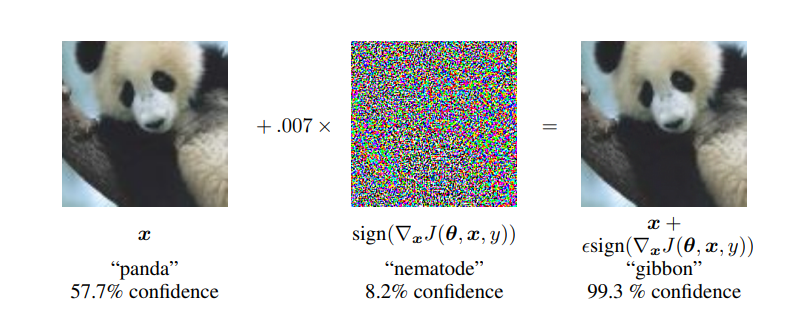 + .007 ×
=
x
sign(∇ₓJ(θ, x, y))
x +
ϵsign(∇ₓJ(θ, x, y))
“panda”
“nematode”
“gibbon”
57.7% confidence
8.2% confidence
99.3 % confidence